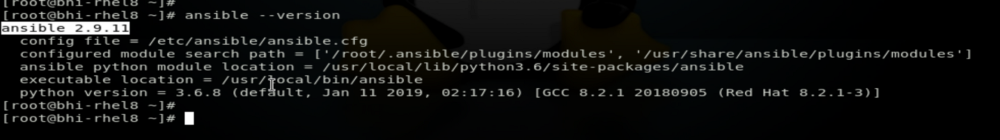 [root@bhi-rhel8 ~]#
[root@bhi-rhel8 ~]# ansible --version
ansible 2.9.11
config file = /etc/ansible/ansible.cfg
configured module search path = ['/root/.ansible/plugins/modules', '/usr/share/ansible/plugins/modules']
ansible python module location = /usr/local/lib/python3.6/site-packages/ansible
executable location = /usr/local/bin/ansible
python version = 3.6.8 (default, Jan 11 2019, 02:17:16) [GCC 8.2.1 20180905 (Red Hat 8.2.1-3)]
[root@bhi-rhel8 ~]#
[root@bhi-rhel8 ~]#